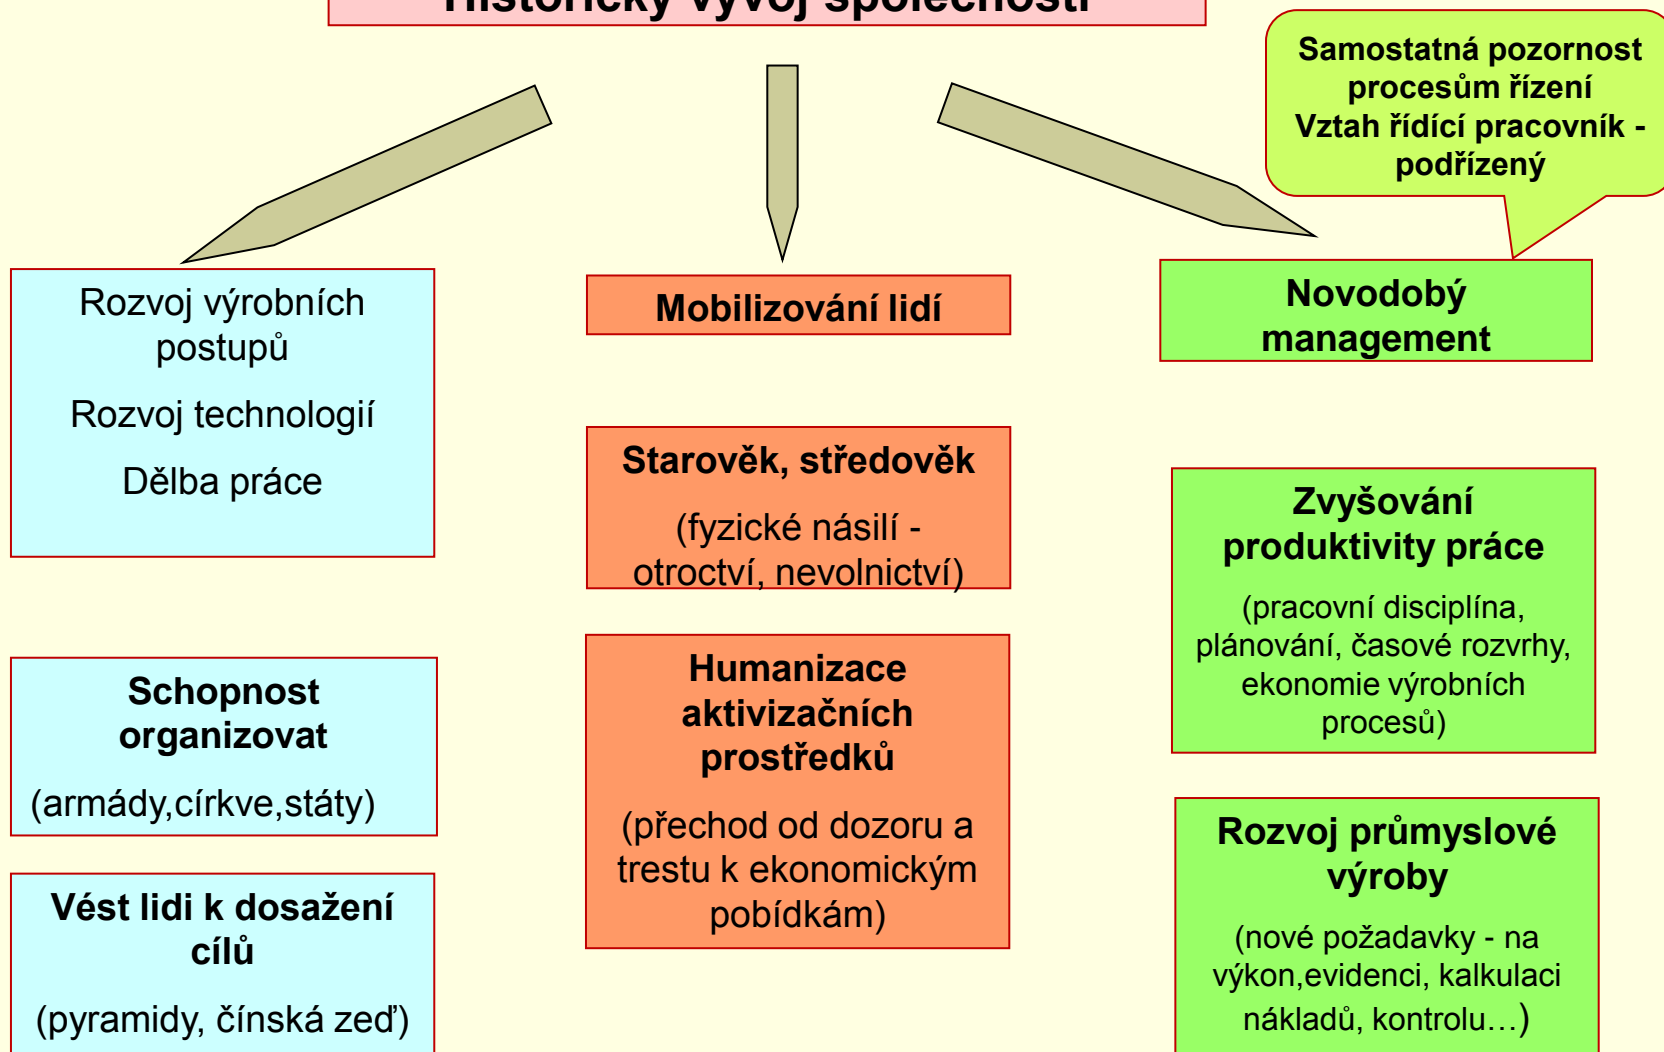 Historický vývoj společnosti
Samostatná pozornost
procesům řízení
Vztah řídící pracovník -
podřízený
Rozvoj výrobních
postupů
Rozvoj technologií
Dělba práce
Schopnost
organizovat
(armády,církve,státy)
Vést lidi k dosažení
cílů
(pyramidy, čínská zeď)
Mobilizování lidí
Starověk, středověk
(fyzické násilí -
otroctví, nevolnictví)
Humanizace
aktivizačních
prostředků
(přechod od dozoru a
trestu k ekonomickým
pobídkám)
Novodobý
management
Zvyšování
produktivity práce
(pracovní disciplína,
plánování, časové rozvrhy,
ekonomie výrobních
procesů)
Rozvoj průmyslové
výroby
(nové požadavky - na
výkon,evidenci, kalkulaci
nákladů, kontrolu…)